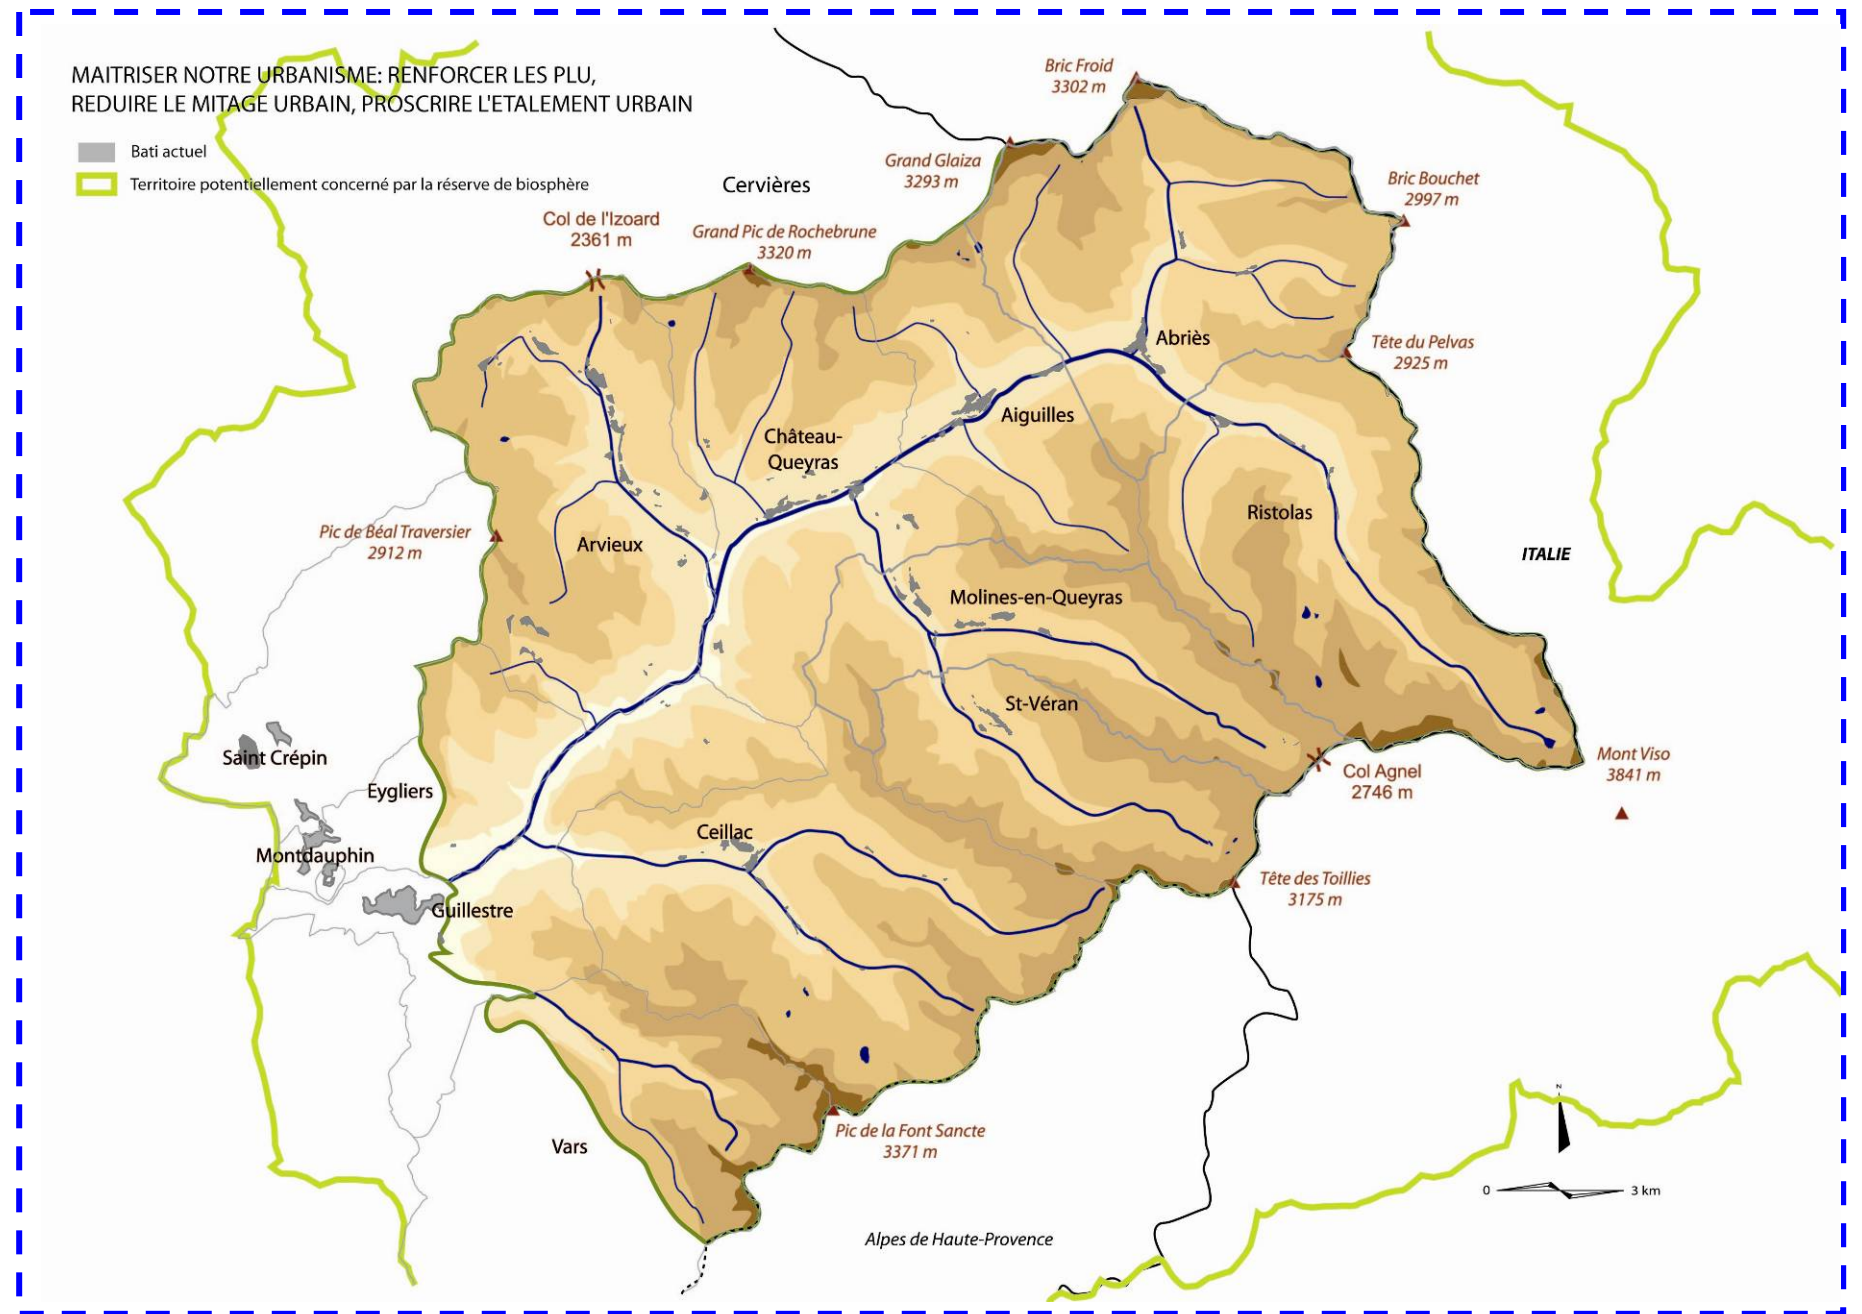 MAITRISER NOTRE URBANISME: RENFORCER LES PLU,
REDUIRE LE MITAGE URBAIN, PROSCRIRE L'ETALEMENT URBAIN
Bati actuel
Territoire potentiellement concerné par la réserve de biosphère
Bric Froid
3302 m
Grand Glaiza
3293 m
Cervières
Bric Bouchet
2997 m
Col de l'Izoard
2361 m
Grand Pic de Rochebrune
3320 m
Abriès
Tête du Pelvas
2925 m
Aiguilles
Château-
Queyras
Ristolas
Pic de Béal Traversier
2912 m
Arvieux
ITALIE
Molines-en-Queyras
St-Véran
Saint Crépin
Mont Viso
3841 m
Col Agnel
2746 m
Eygliers
Ceillac
Montdauphin
Tête des Toillies
3175 m
Guillestre
N
Pic de la Font Sancte
3371 m
Vars
0 3 km
Alpes de Haute-Provence